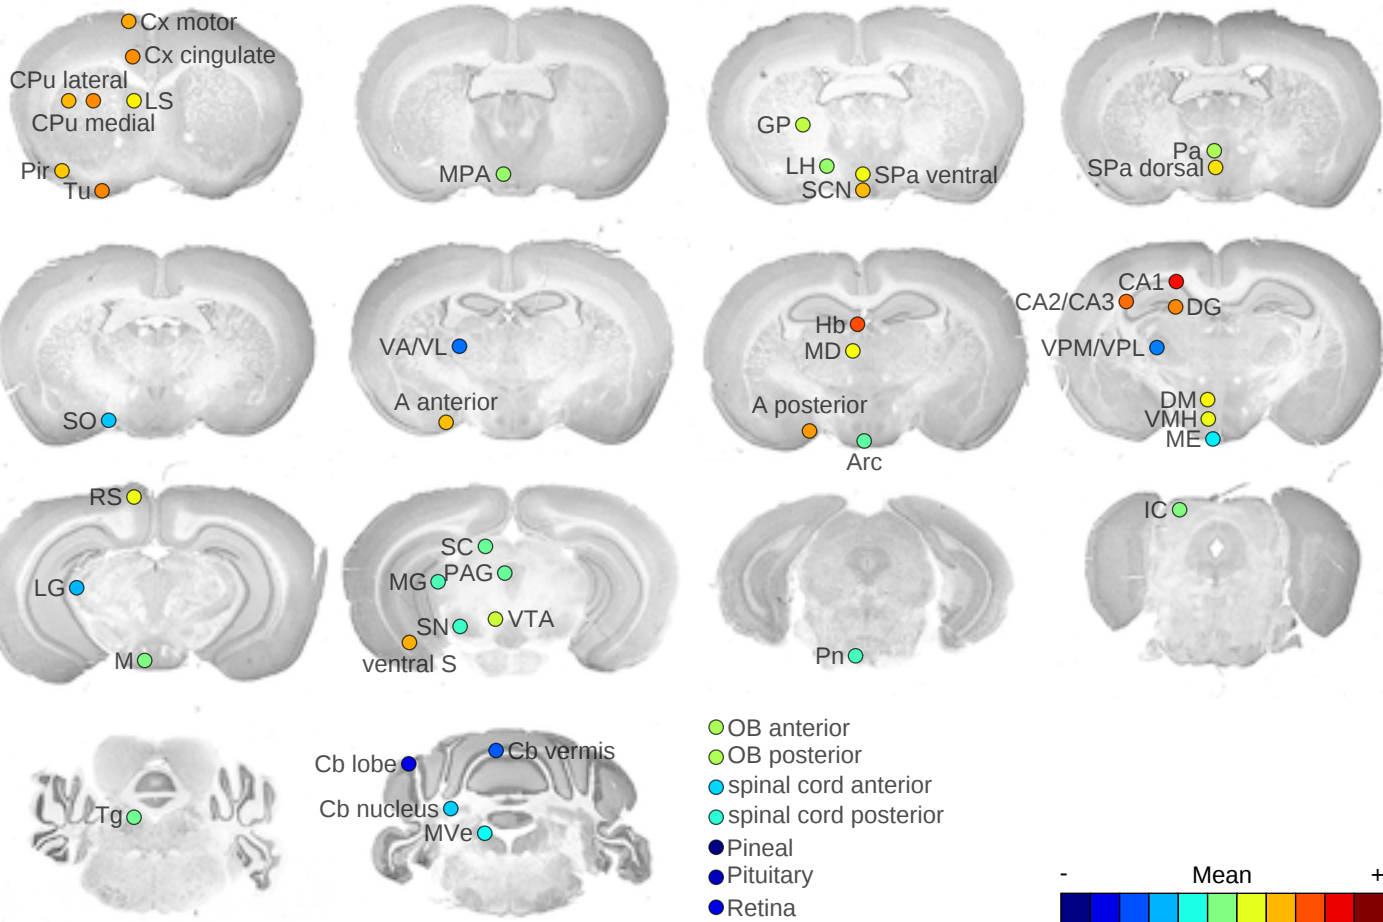 Cx motor
Cx cingulate
CPu lateral
LS
CPu medial
Pir
Tu
MPA
GP
LH
SPa ventral
SCN
Pa
SPa dorsal
SO
VA/VL
A anterior
Hb
MD
A posterior
Arc
CA1
CA2/CA3
DG
VPM/VPL
DM
VMH
ME
RS
LG
M
SC
PAG
MG
VTA
SN
ventral S
Pn
IC
Tg
Cb lobe
Cb vermis
Cb nucleus
MVe
OB anterior
OB posterior
spinal cord anterior
spinal cord posterior
Pineal
Pituitary
Retina
- Mean +